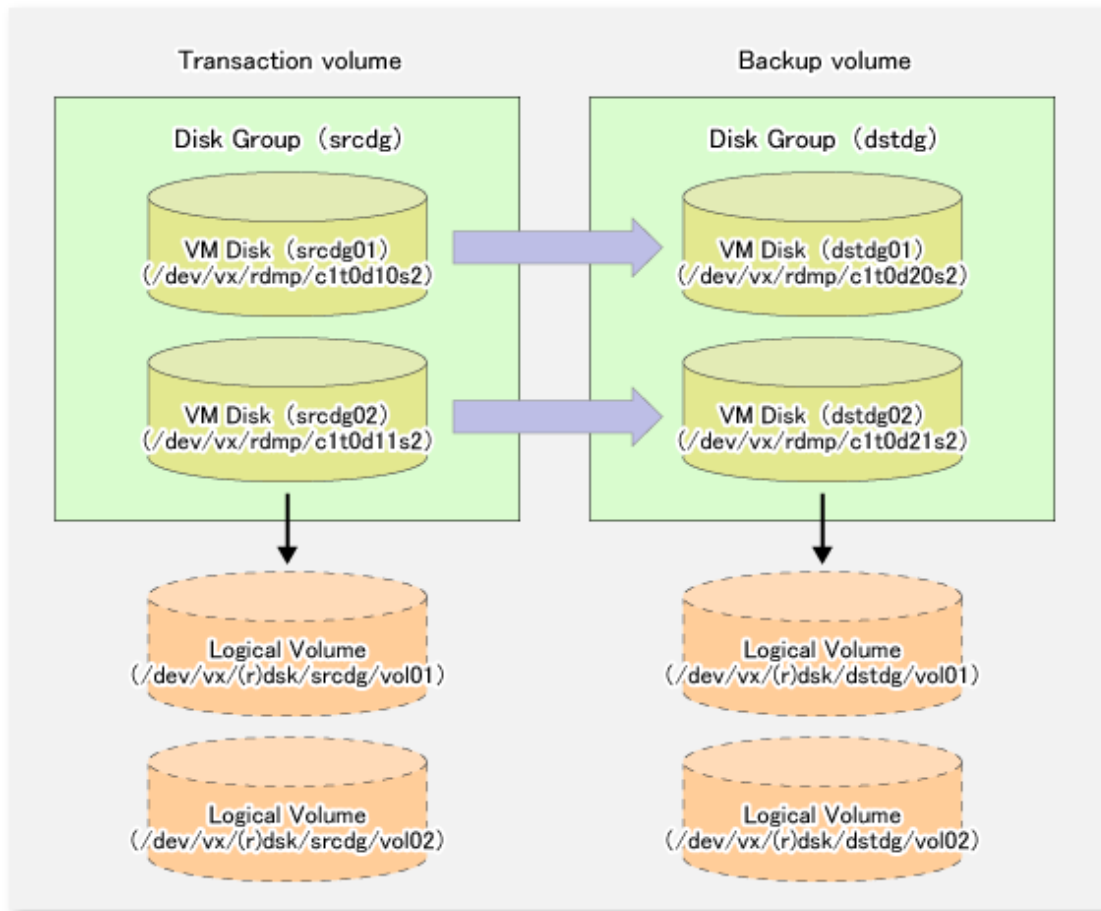 Transaction volume
Backup volume
Disk Group (srcdg)
VM Disk (srcdg01)
(/dev/vx/rdmp/c1t0d10s2)
VM Disk (srcdg02)
(/dev/vx/rdmp/c1t0d11s2)
Disk Group (dstdg)
VM Disk (dstdg01)
(/dev/vx/rdmp/c1t0d20s2)
VM Disk (dstdg02)
(/dev/vx/rdmp/c1t0d21s2)
Logical Volume
(/dev/vx/(r)dsk/srcdg/vol01)
Logical Volume
(/dev/vx/(r)dsk/srcdg/vol02)
Logical Volume
(/dev/vx/(r)dsk/dstdg/vol01)
Logical Volume
(/dev/vx/(r)dsk/dstdg/vol02)